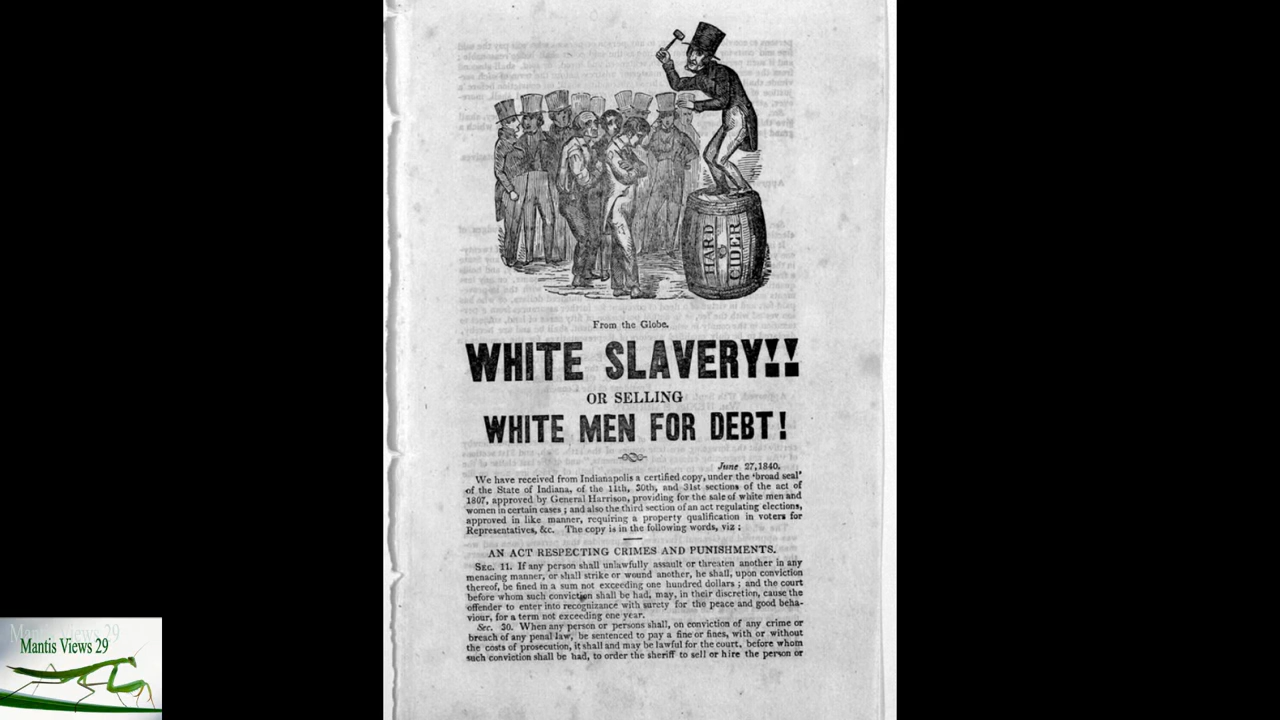 HARD
CIDER
From the Globe.
WHITE SLAVERY!!
OR SELLING
WHITE MEN FOR DEBT!
June 27, 1840.
We have received from Indianapolis a certified copy, under the 'broad seal'
of the State of Indiana, of the 11th, 30th, and 31st sections of the act of
1807, approved by General Harrison, providing for the sale of white men and
women in certain cases; and also the third section of an act regulating elections,
approved in like manner, requiring a property qualification in voters for
Representatives, &c. The copy is in the following words, viz:
AN ACT RESPECTING CRIMES AND PUNISHMENTS.
SEC. 11. If any person shall unlawfully assault or threaten another in any
menacing manner, or shall strike or wound another, he shall, upon conviction
thereof, be fined in a sum not exceeding one hundred dollars; and the court
before whom such conviction shall be had, may, in their discretion, cause the
offender to enter into recognizance with surety for the peace and good beha-
viour, for a term not exceeding one year.
Sec. 30. When any person or persons shall, on conviction of any crime or
breach of any penal law, be sentenced to pay a fine or fines, with or without
the costs of prosecution, it shall and may be lawful for the court, before whom
such conviction shall be had, to order the sheriff to sell or hire the person or
Mantis Views 29